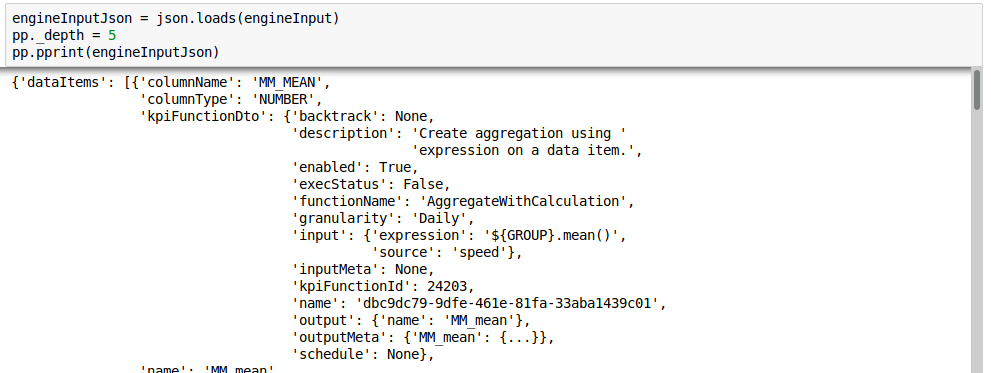 engineInputJson = json.loads(engineInput)
pp._depth = 5
pp.pprint(engineInputJson)
{'dataItems': [{'columnName': 'MM_MEAN',
'columnType': 'NUMBER',
'kpiFunctionDto': {'backtrack': None,
'description': 'Create aggregation using '
'expression on a data item.',
'enabled': True,
'execStatus': False,
'functionName': 'AggregateWithCalculation',
'granularity': 'Daily',
'input': {'expression': '${GROUP}.mean()',
'source': 'speed'},
'inputMeta': None,
'kpiFunctionId': 24203,
'name': 'dbc9dc79-9dfe-461e-81fa-33aba1439c01',
'output': {'name': 'MM_mean'},
'outputMeta': {'MM_mean': {...}},
'schedule': None},
'name': 'MM_mean'